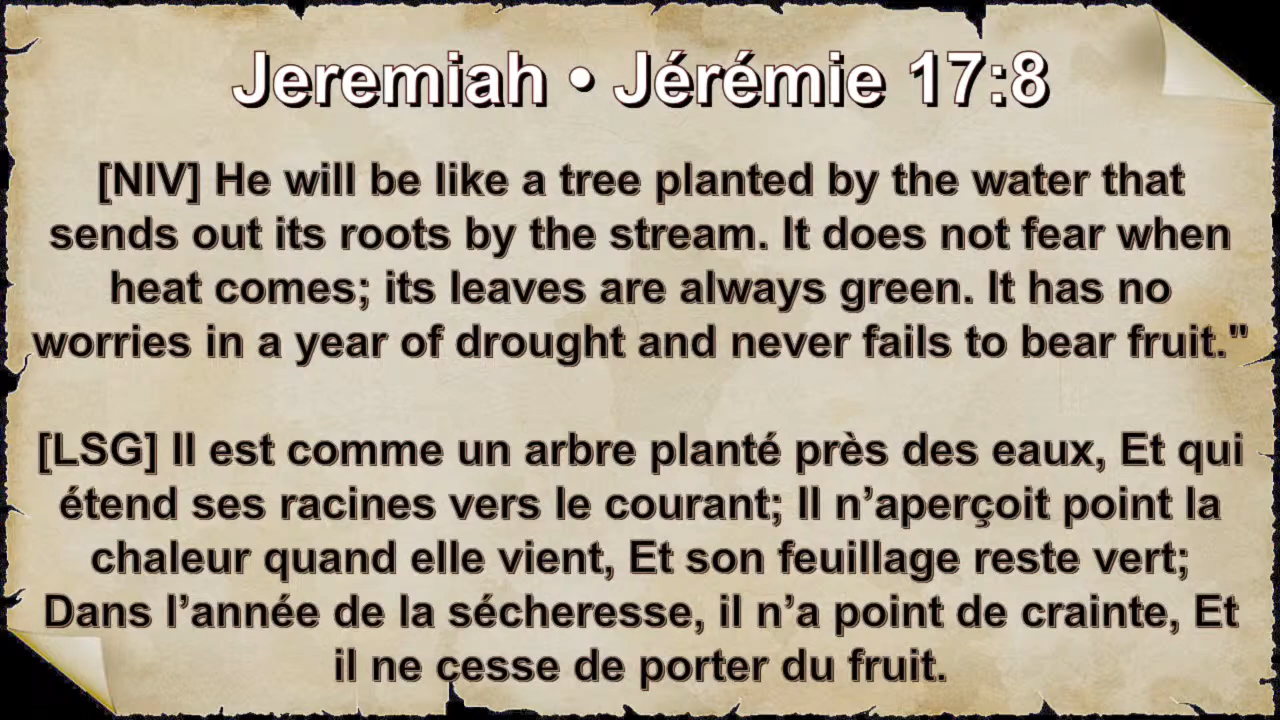 Jeremiah • Jérémie 17:8
[NIV] He will be like a tree planted by the water that
sends out its roots by the stream. It does not fear when
heat comes; its leaves are always green. It has no
worries in a year of drought and never fails to bear fruit."
[LSG] Il est comme un arbre planté près des eaux, Et qui
étend ses racines vers le courant; Il n’aperçoit point la
chaleur quand elle vient, Et son feuillage reste vert;
Dans l’année de la sécheresse, il n’a point de crainte, Et
il ne cesse de porter du fruit.